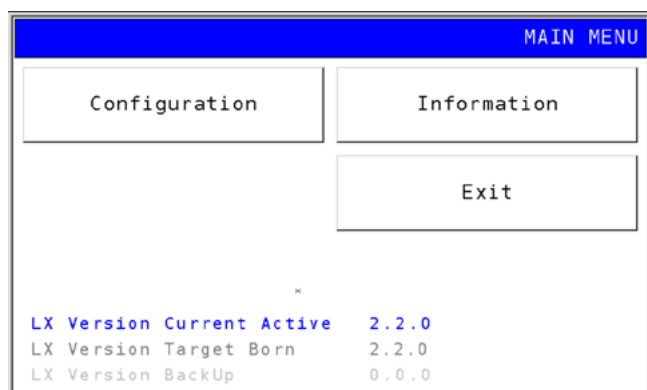 MAIN MENU
Configuration
Information
Exit
LX Version Current Active 2.2.0
LX Version Target Born 2.2.0
LX Version BackUp 0.0.0